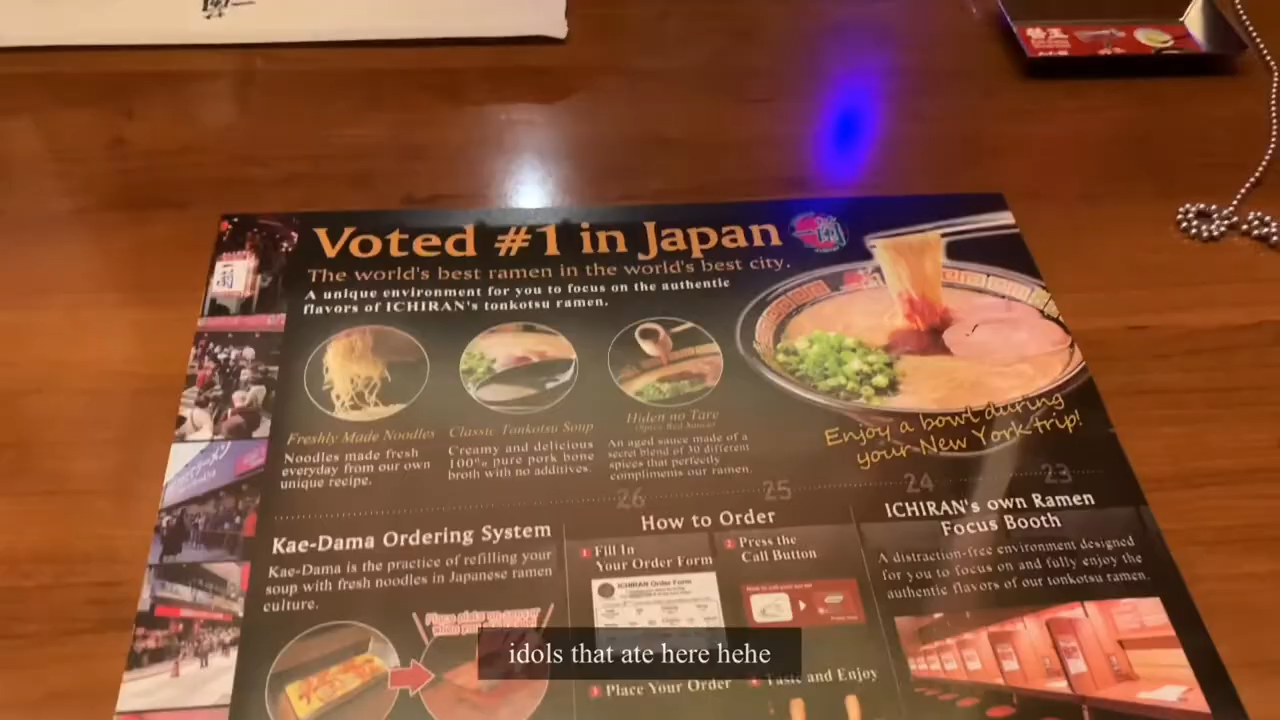 Voted #1 in Japan
The world's best ramen in the world's best city.
A unique environment for you to focus on the authentic
flavors of ICHIRAN's tonkotsu ramen.
Freshly Made Noodles
Noodles made fresh
everyday from our own
unique recipe.
Classic Tonkotsu Soup
Creamy and delicious
100% pure pork bone
broth with no additives.
Hiden no Tare
(Spicy Red Sauce)
An aged sauce made of a
secret blend of 30 different
spices that perfectly
compliments our ramen.
Enjoy a bowl during
your New York trip!
26
25
24
23
Kae-Dama Ordering System
Kae-Dama is the practice of refilling your
soup with fresh noodles in Japanese ramen
culture.
How to Order
1 Fill In
Your Order Form
ICHIRAN Order Form
2 Press the
Call Button
3 Place Your Order
Taste and Enjoy
ICHIRAN's own Ramen
Focus Booth
A distraction-free environment designed
for you to focus on and fully enjoy the
authentic flavors of our tonkotsu ramen.
idols that ate here hehe